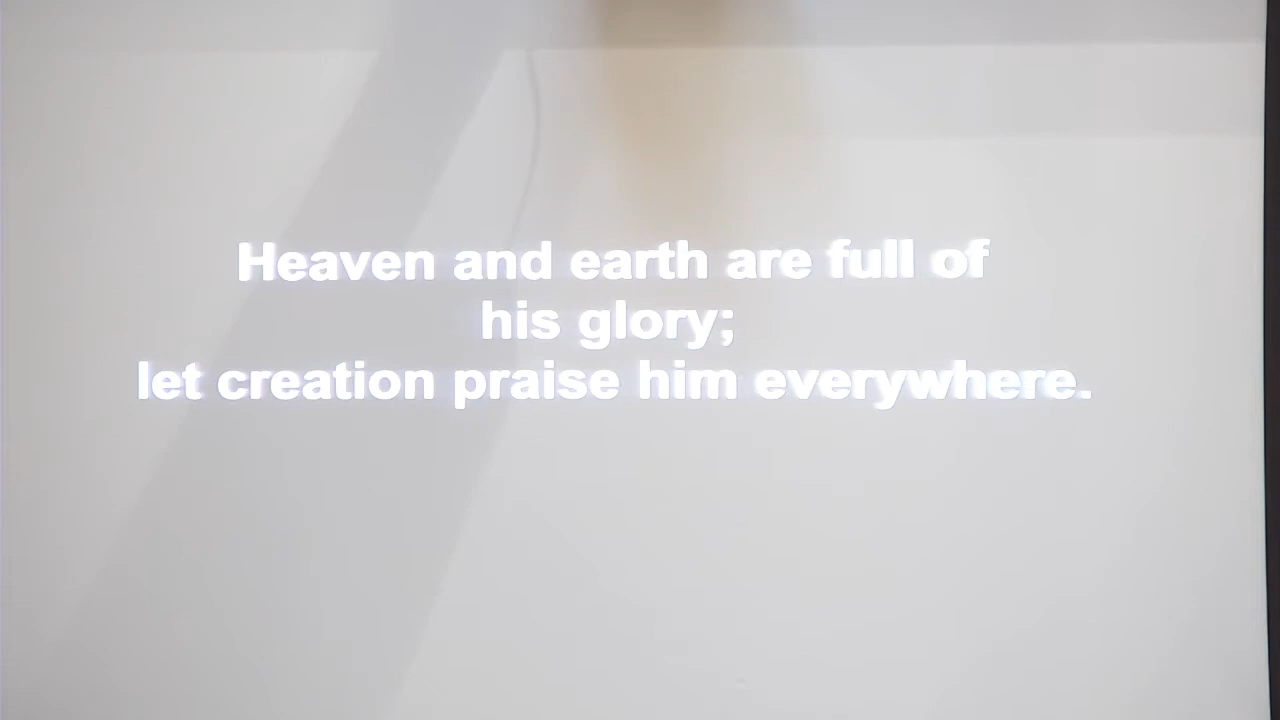 Heaven and earth are full of
his glory;
let creation praise him everywhere.